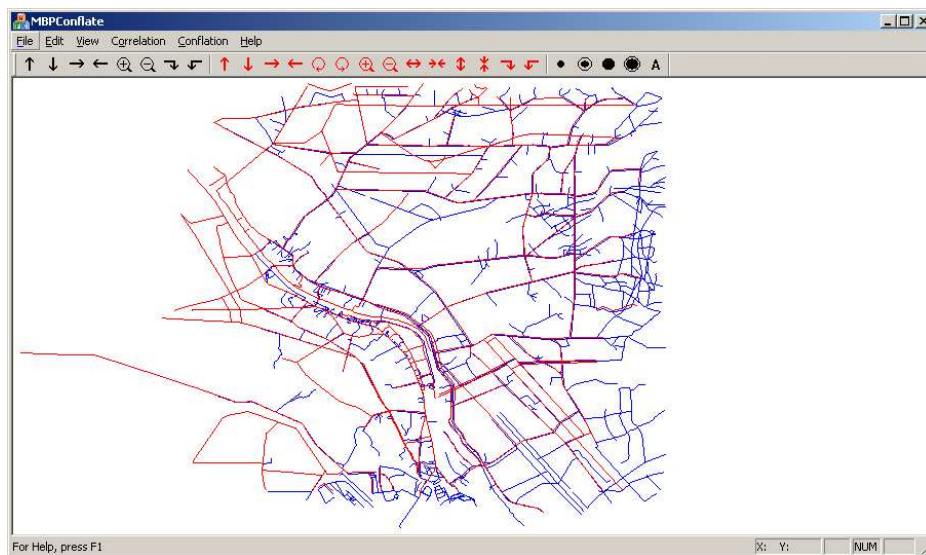 MBPConflate
File Edit View Correlation Conflation Help
A
For Help, press F1 X: Y: NUM